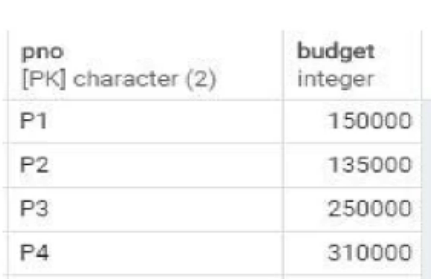 pno budget
[PK] character (2) integer
P1 150000
P2 135000
P3 250000
P4 310000